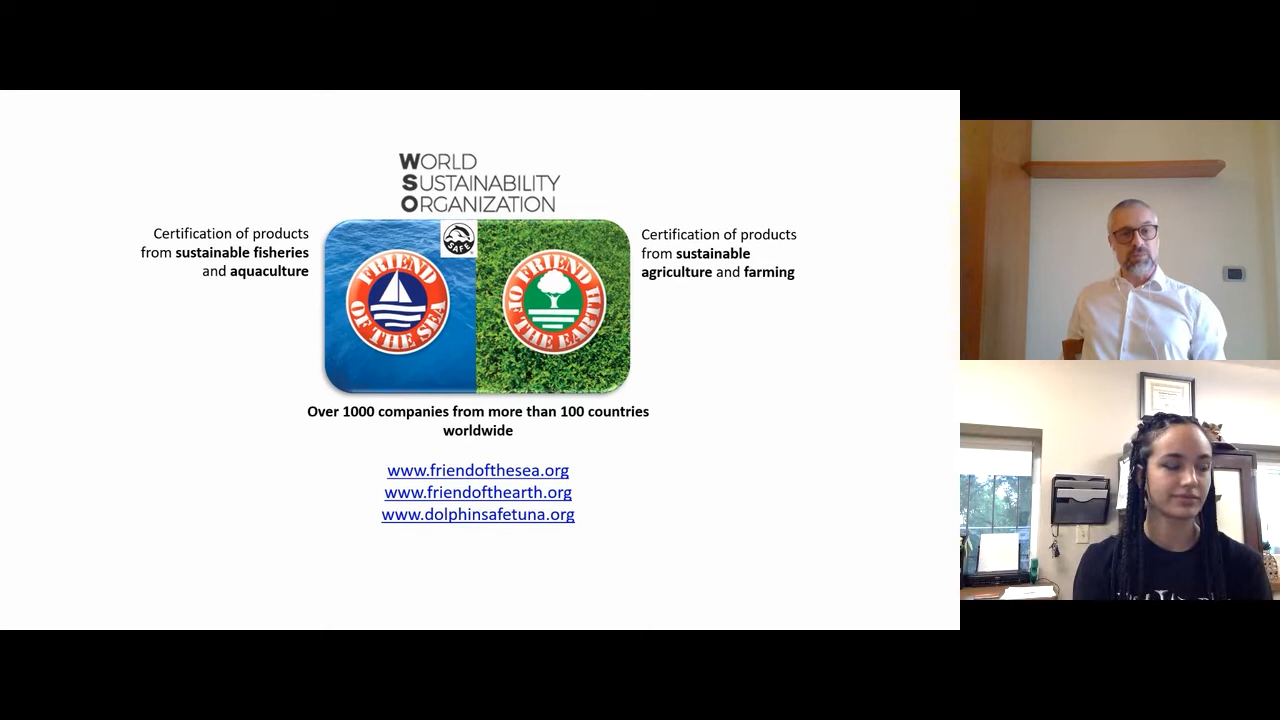 WORLD
SUSTAINABILITY
ORGANIZATION
Certification of products
from sustainable fisheries
and aquaculture
SAFE
FRIEND
OF THE SEA
FRIEND
OF THE EARTH
Certification of products
from sustainable
agriculture and farming
Over 1000 companies from more than 100 countries
worldwide
www.friendofthesea.org
www.friendofthearth.org
www.dolphinsafetuna.org